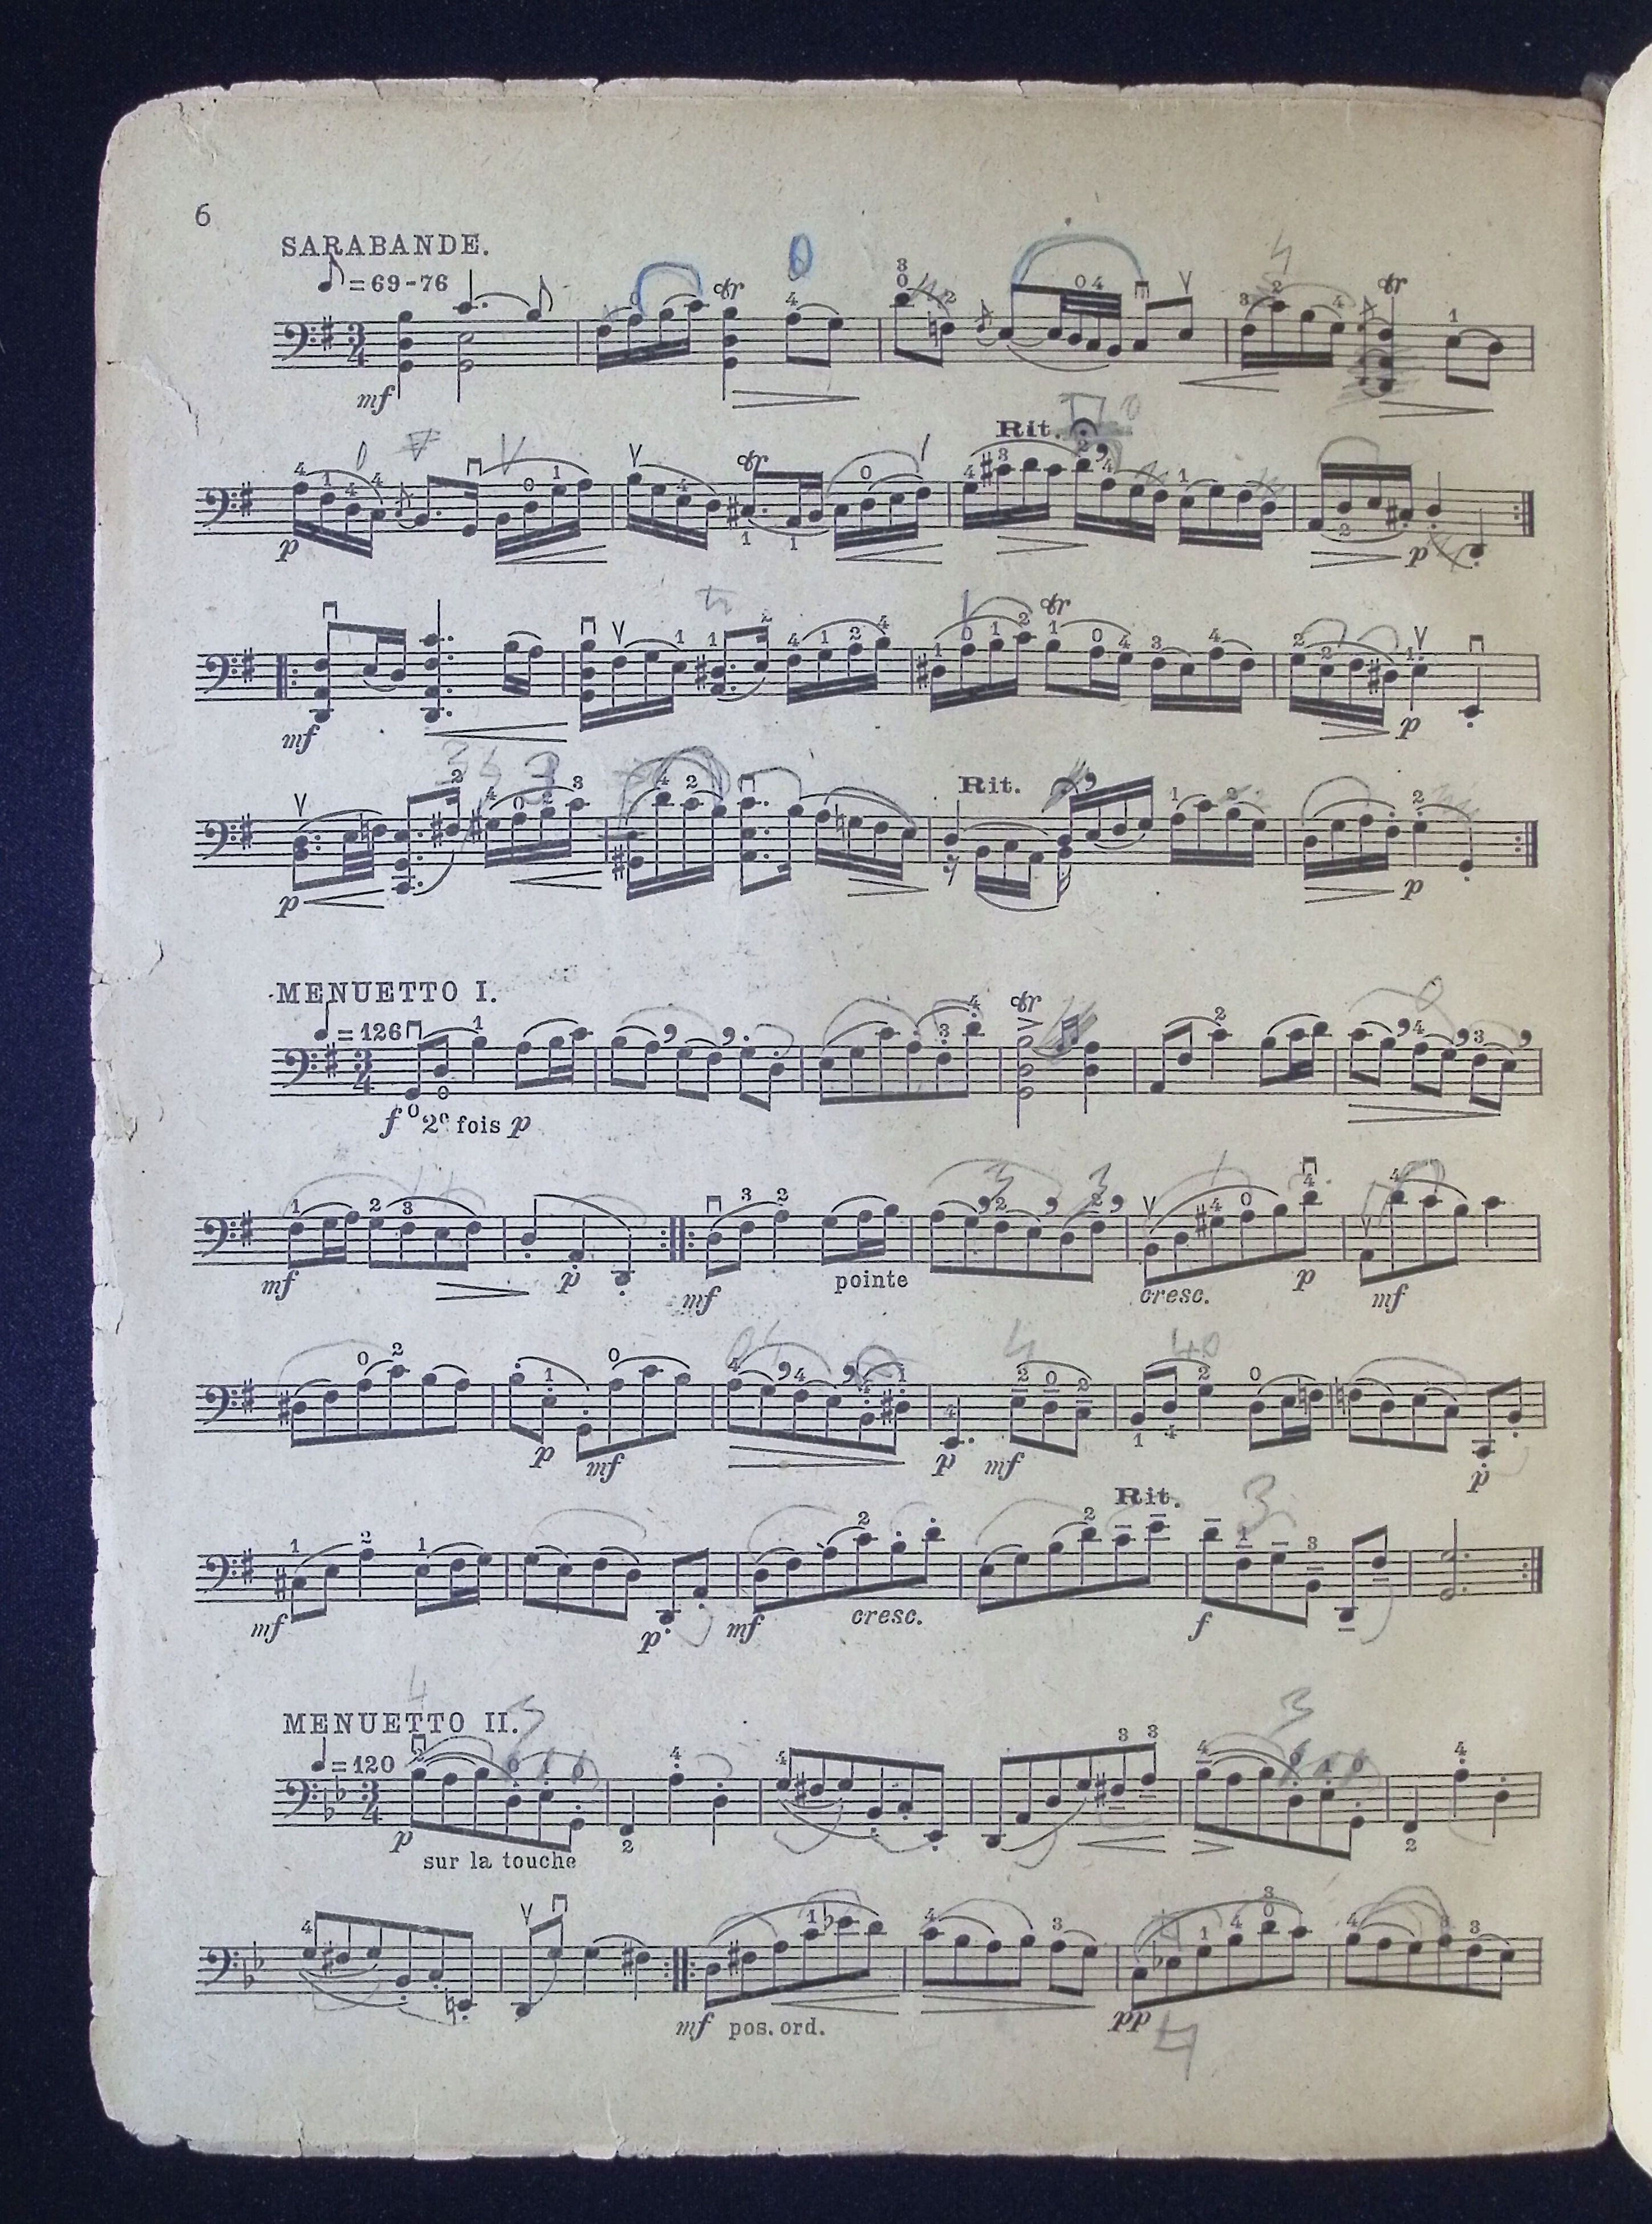 6
SARABANDE.
♪ = 69-76
mf
Rit.
p
p
mf
p
Rit.
p
p
MENUETTO I.
♩ = 126
f 2e fois p
mf
p
mf
pointe
cresc.
p
mf
p
mf
p
mf
p
Rit.
mf
p
mf
cresc.
f
MENUETTO II.
♩ = 120
p
sur la touche
mf pos. ord.
pp